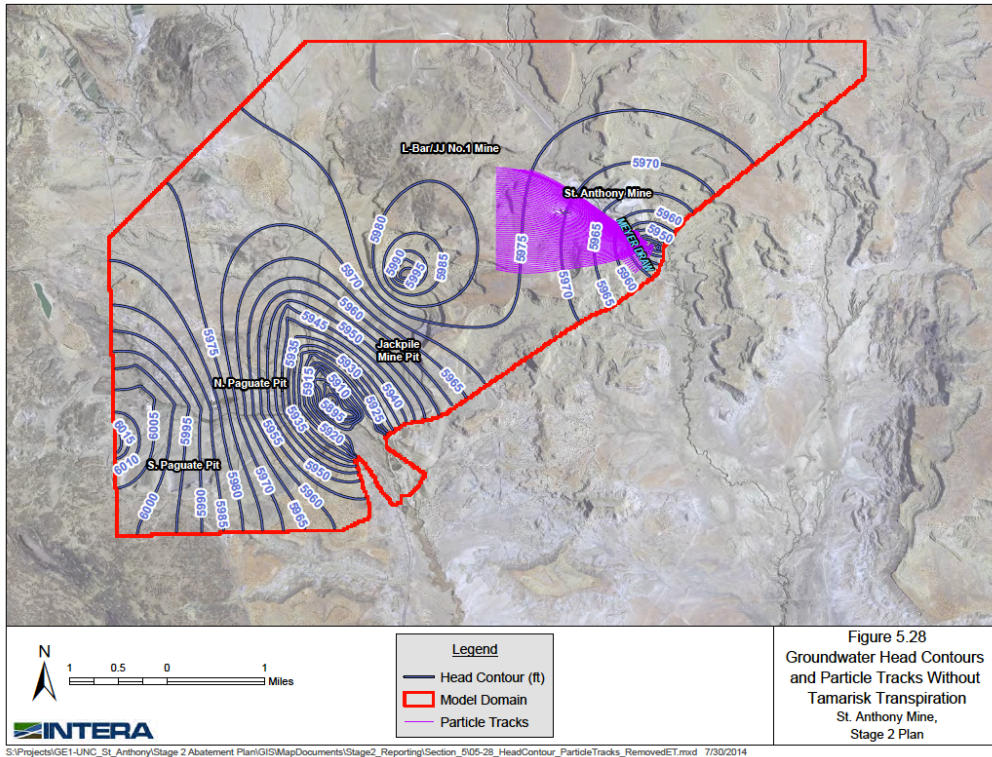 L-Bar/JJ No.1 Mine
St. Anthony Mine
MEYER DRAW
Jackpile
Mine Pit
N. Paguate Pit
S. Paguate Pit
5970
5960
5950
5965
5975
5970
5960
5965
5980
5985
5990
5995
5970
5960
5950
5945
5975
5935
5930
5915
5910
5940
5965
5925
5895
5920
5935
5955
5950
6005
5995
6015
6010
5980
5970
5960
5965
5985
5990
6000
N
1 0.5 0 1
Miles
INTERA
Legend
Head Contour (ft)
Model Domain
Particle Tracks
Figure 5.28
Groundwater Head Contours
and Particle Tracks Without
Tamarisk Transpiration
St. Anthony Mine,
Stage 2 Plan
S:\Projects\GE1-UNC_St_Anthony\Stage 2 Abatement Plan\GIS\MapDocuments\Stage2_Reporting\Section_5\05-28_HeadContour_ParticleTracks_RemovedET.mxd 7/30/2014